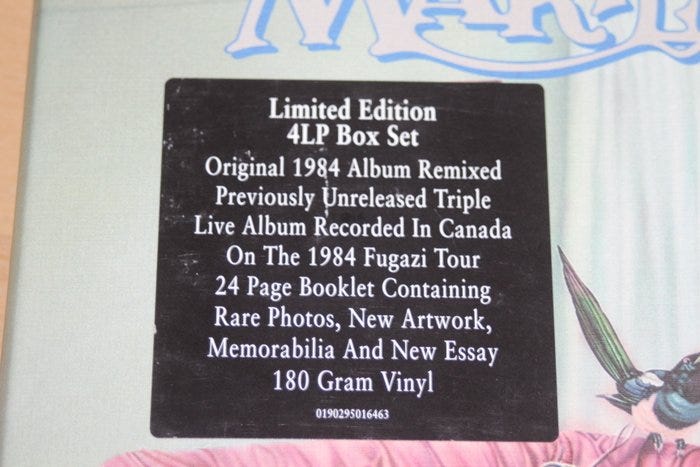 Limited Edition
4LP Box Set
Original 1984 Album Remixed
Previously Unreleased Triple
Live Album Recorded In Canada
On The 1984 Fugazi Tour
24 Page Booklet Containing
Rare Photos, New Artwork,
Memorabilia And New Essay
180 Gram Vinyl
0190295016463